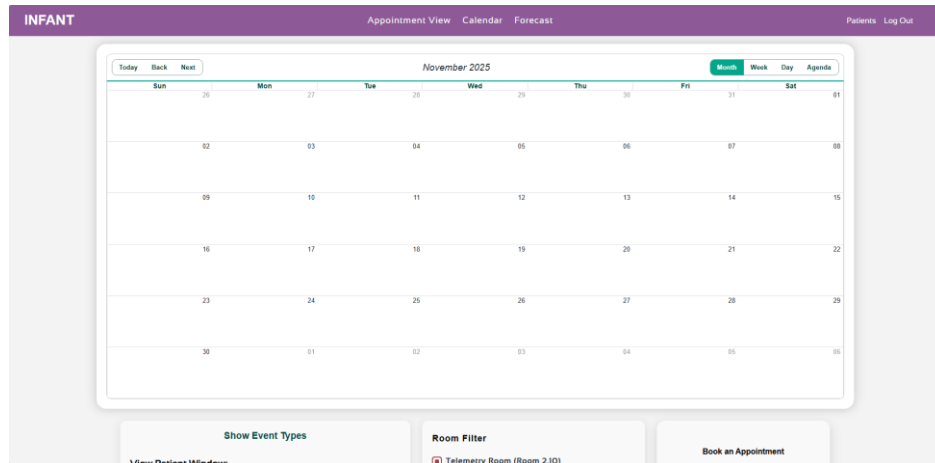 INFANT Appointment View Calendar Forecast Patients Log Out
Today Back Next November 2025 Month Week Day Agenda
Sun Mon Tue Wed Thu Fri Sat
26 27 28 29 30 31 01
02 03 04 05 06 07 08
09 10 11 12 13 14 15
16 17 18 19 20 21 22
23 24 25 26 27 28 29
30 01 02 03 04 05 06
Show Event Types Room Filter Book an Appointment
View Patient Windows Telemetry Room (Room 2.10)